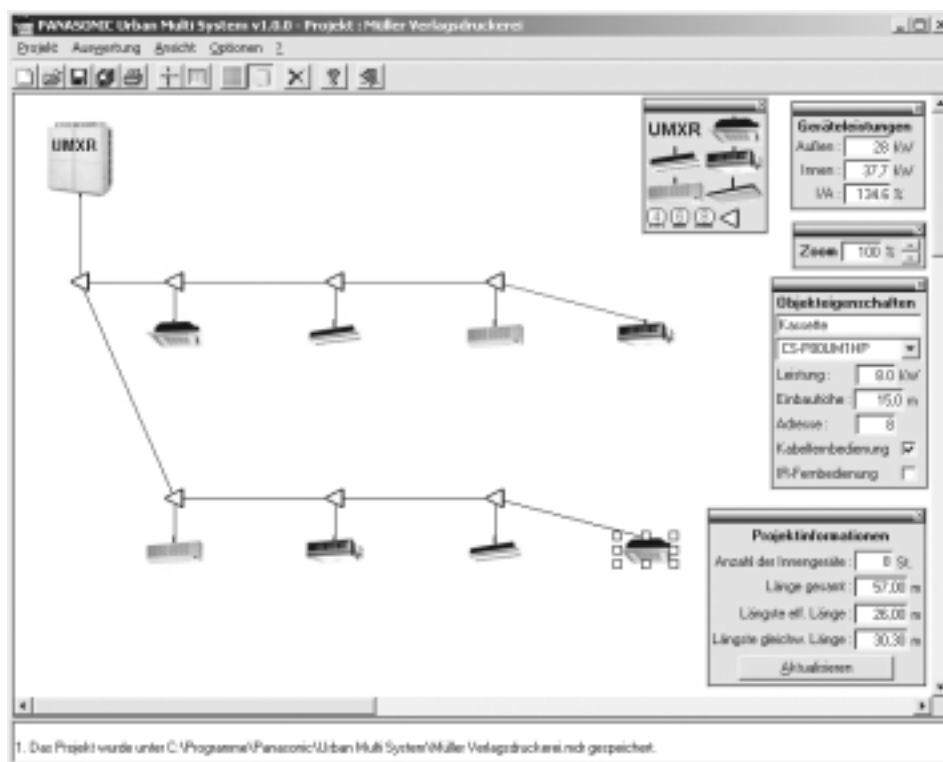 PANASONIC Urban Multi System v1.0.0 - Projekt : Müller Verlagsdruckerei
Projekt Auswertung Ansicht Optionen ?
UMXR
UMXR
4 6 8
Geräteleistungen
Außen : 28 kW
Innen : 37,7 kW
I/A : 134.6 %
Zoom 100 %
Objekteigenschaften
Kassette
CS-P80UM1HP
Leistung : 8.0 kW
Einbauhöhe : 15,0 m
Adresse : 8
Kabelfernbedienung
IR-Fernbedienung
Projektinformationen
Anzahl der Innengeräte : 8 St.
Länge gesamt : 57,00 m
Längste eff. Länge : 26,00 m
Längste gleichw. Länge : 30,30 m
Aktualisieren
1. Das Projekt wurde unter C:\Programme\Panasonic\Urban Multi System\Müller Verlagsdruckerei.mdr gespeichert.